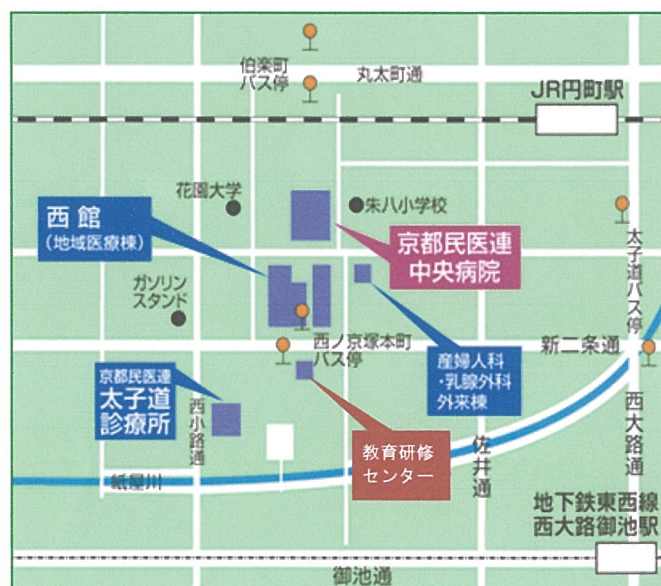 伯楽町
バス停
丸太町通
JR円町駅
花園大学
朱八小学校
西館
(地域医療棟)
京都民医連
中央病院
太子道バス停
ガソリン
スタンド
西ノ京塚本町
バス停
新二条通
産婦人科
・乳腺外科
外来棟
京都民医連
太子道
診療所
西小路通
教育研修
センター
佐井通
西大路通
紙屋川
地下鉄東西線
西大路御池駅
御池通